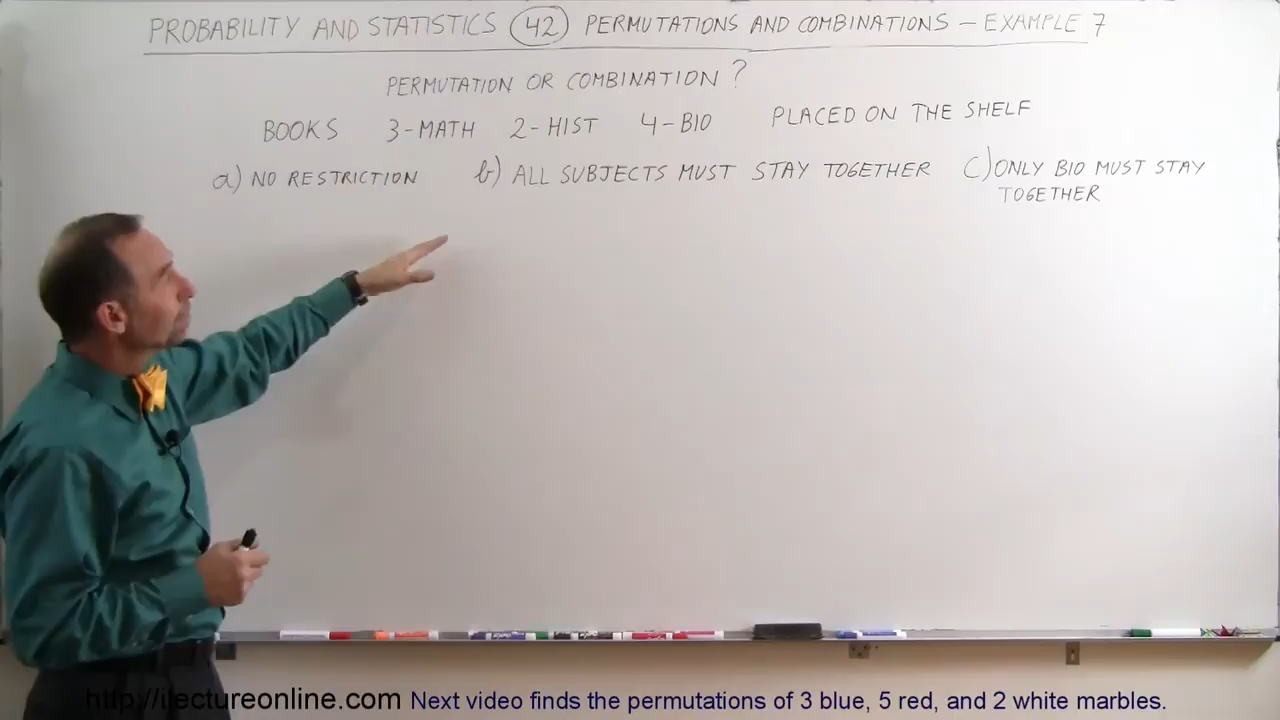 PROBABILITY AND STATISTICS 42 PERMUTATIONS AND COMBINATIONS – EXAMPLE 7
PERMUTATION OR COMBINATION ?
BOOKS 3-MATH 2-HIST 4-BIO PLACED ON THE SHELF
a) NO RESTRICTION b) ALL SUBJECTS MUST STAY TOGETHER C) ONLY BIO MUST STAY
TOGETHER
http://ilectureonline.com Next video finds the permutations of 3 blue, 5 red, and 2 white marbles.